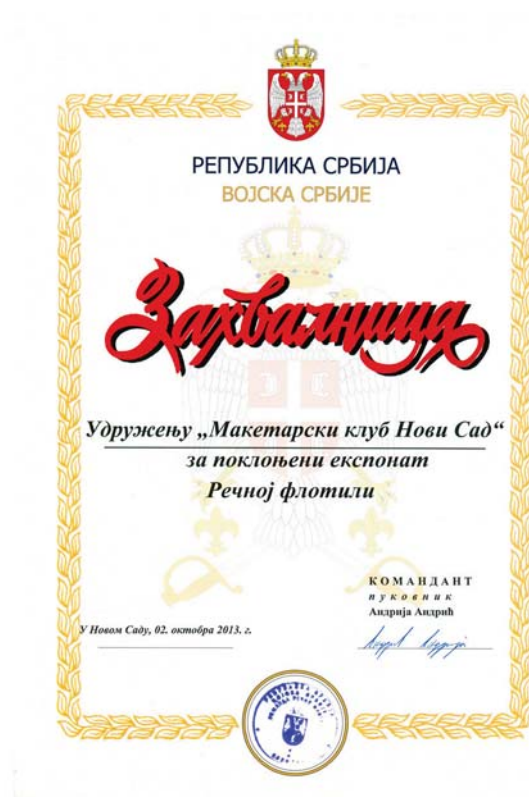 РЕПУБЛИКА СРБИЈА
ВОЈСКА СРБИЈЕ
Захвалница
Удружењу „Макетарски клуб Нови Сад“
за поклоњени експонат
Речној флотили
КОМАНДАНТ
пуковник
Андрија Андрић
У Новом Саду, 02. октобра 2013. г.